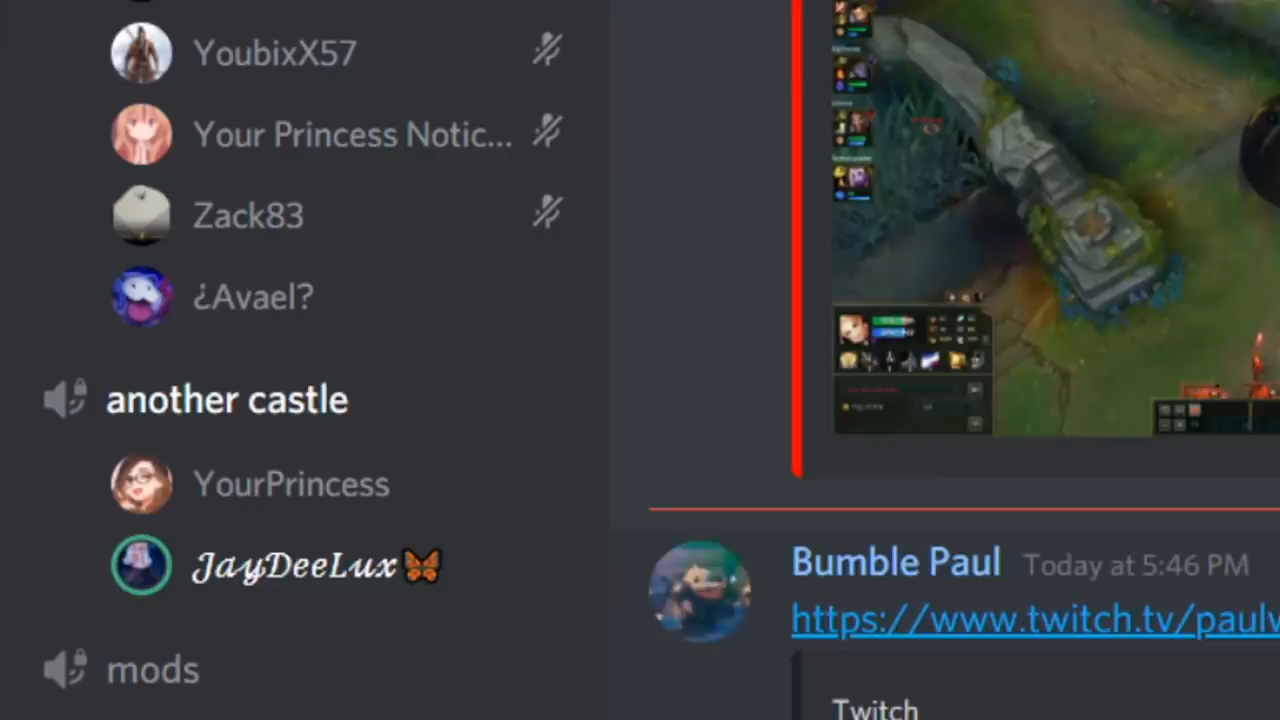 YoubixX57
Your Princess Notic...
Zack83
¿Avael?
another castle
YourPrincess
𝓙𝓪𝔂𝓓𝓮𝓮𝓛𝓾𝔁🦋
mods
Bumble Paul Today at 5:46 PM
https://www.twitch.tv/paulv
Twitch